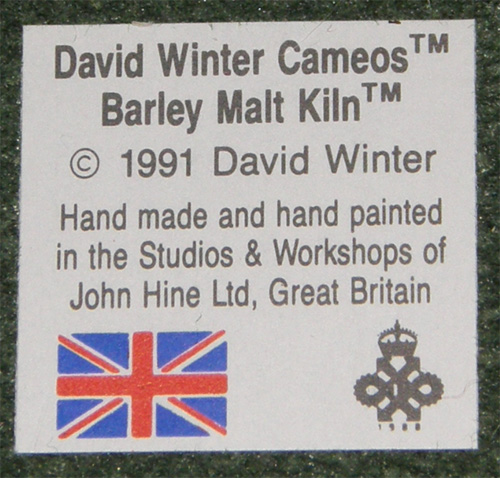 David Winter Cameos™
Barley Malt Kiln™
© 1991 David Winter
Hand made and hand painted
in the Studios & Workshops of
John Hine Ltd, Great Britain